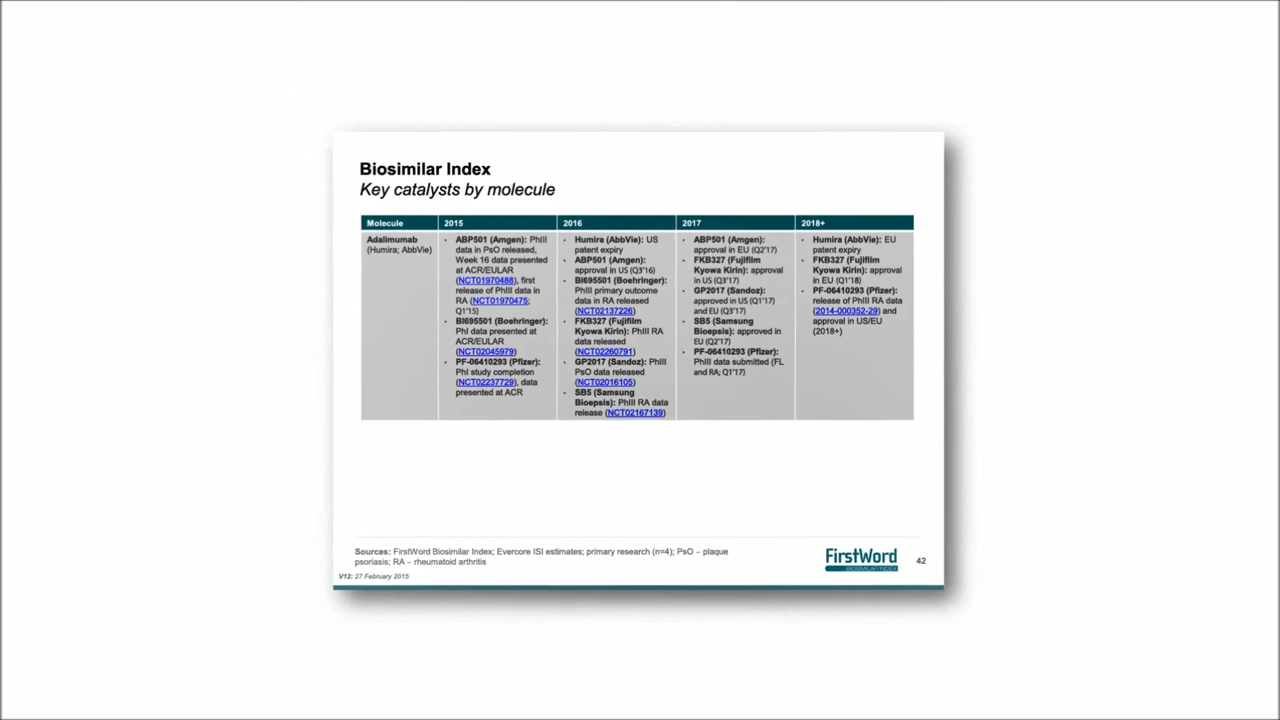 Biosimilar Index
Key catalysts by molecule
Molecule
2015
2016
2017
2018+
Adalimumab
(Humira; AbbVie)
• ABP501 (Amgen): PhIII
data in PsO released,
Week 16 data presented
at ACR/EULAR
(NCT01970488), first
release of PhIII data in
RA (NCT01970475;
Q1'15)
• BI695501 (Boehringer):
PhI data presented at
ACR/EULAR
(NCT02045979)
• PF-06410293 (Pfizer):
PhI study completion
(NCT02237729), data
presented at ACR
• Humira (AbbVie): US
patent expiry
• ABP501 (Amgen):
approval in US (Q3'16)
• BI695501 (Boehringer):
PhIII primary outcome
data in RA released
(NCT02137226)
• FKB327 (Fujifilm
Kyowa Kirin): PhIII RA
data released
(NCT02260791)
• GP2017 (Sandoz): PhIII
PsO data released
(NCT02016105)
• SB5 (Samsung
Bioepsis): PhIII RA data
release (NCT02167139)
• ABP501 (Amgen):
approval in EU (Q2'17)
• FKB327 (Fujifilm
Kyowa Kirin): approval
in US (Q3'17)
• GP2017 (Sandoz):
approved in US (Q1'17)
and EU (Q3'17)
• SB5 (Samsung
Bioepsis): approved in
EU (Q2'17)
• PF-06410293 (Pfizer):
PhIII data submitted (FL
and RA; Q1'17)
• Humira (AbbVie): EU
patent expiry
• FKB327 (Fujifilm
Kyowa Kirin): approval
in EU (Q1'18)
• PF-06410293 (Pfizer):
release of PhIII RA data
(2014-000352-29) and
approval in US/EU
(2018+)
Sources: FirstWord Biosimilar Index; Evercore ISI estimates; primary research (n=4); PsO – plaque
psoriasis; RA – rheumatoid arthritis
FirstWord
BIOSIMILAR INDEX
42
V12: 27 February 2015